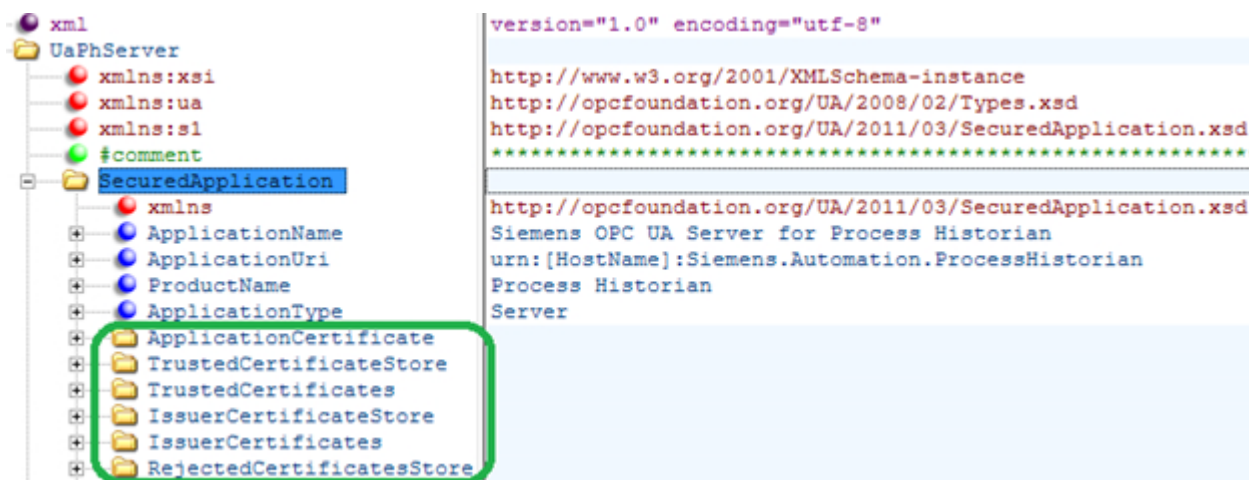 xml version="1.0" encoding="utf-8"
UaPhServer
xmlns:xsi http://www.w3.org/2001/XMLSchema-instance
xmlns:ua http://opcfoundation.org/UA/2008/02/Types.xsd
xmlns:s1 http://opcfoundation.org/UA/2011/03/SecuredApplication.xsd
#comment **********************************************************
SecuredApplication
xmlns http://opcfoundation.org/UA/2011/03/SecuredApplication.xsd
ApplicationName Siemens OPC UA Server for Process Historian
ApplicationUri urn:[HostName]:Siemens.Automation.ProcessHistorian
ProductName Process Historian
ApplicationType Server
ApplicationCertificate
TrustedCertificateStore
TrustedCertificates
IssuerCertificateStore
IssuerCertificates
RejectedCertificatesStore